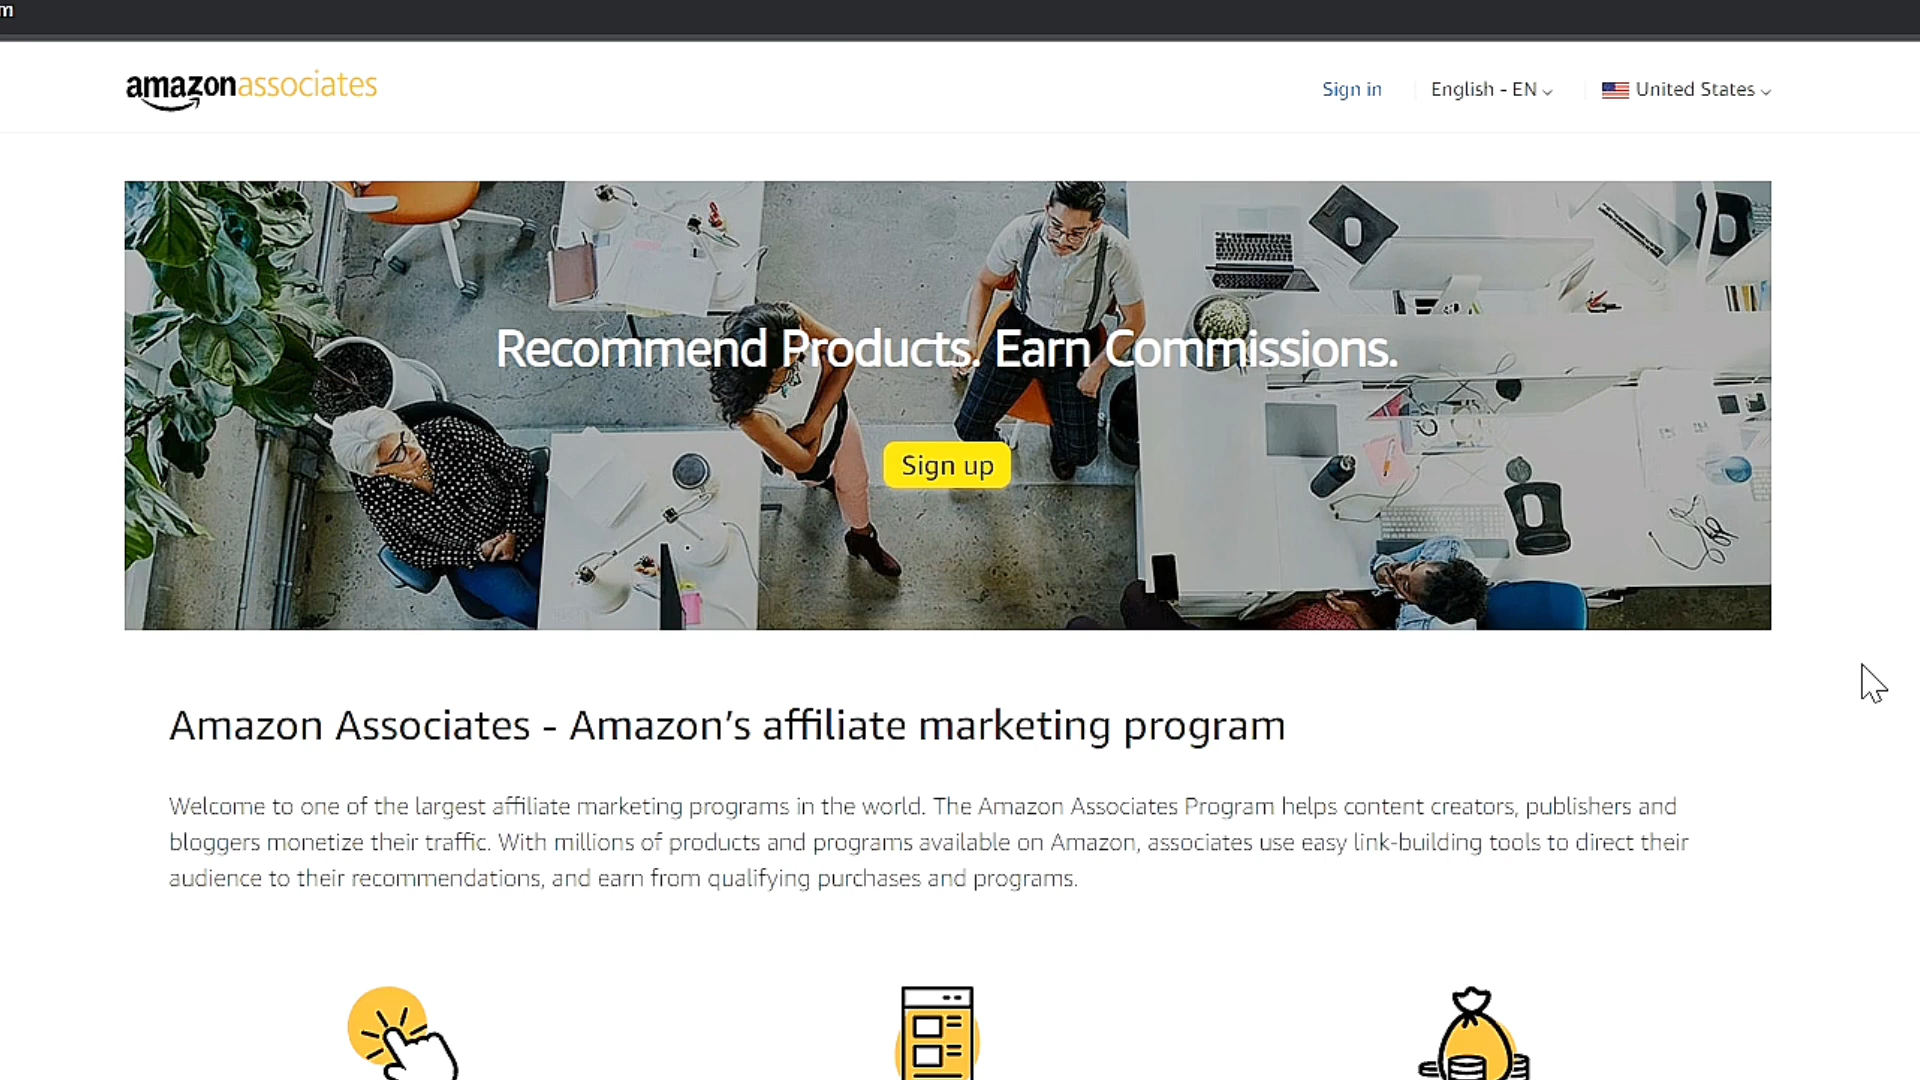 m
amazonassociates
Sign in
English - EN
United States
Recommend Products. Earn Commissions.
Sign up
Amazon Associates - Amazon’s affiliate marketing program
Welcome to one of the largest affiliate marketing programs in the world. The Amazon Associates Program helps content creators, publishers and
bloggers monetize their traffic. With millions of products and programs available on Amazon, associates use easy link-building tools to direct their
audience to their recommendations, and earn from qualifying purchases and programs.